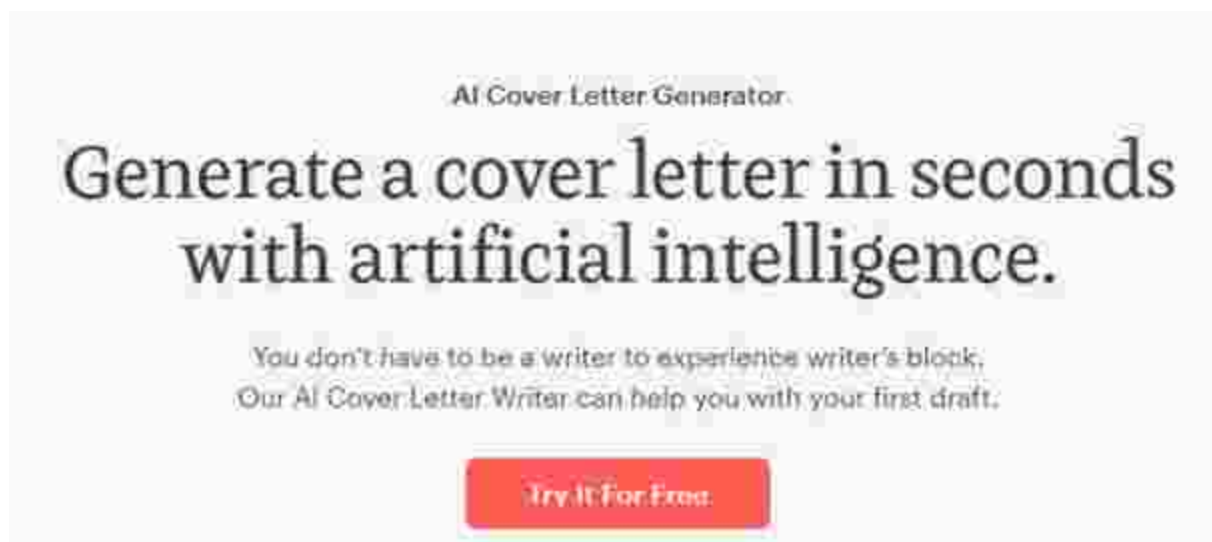 AI Cover Letter Generator
Generate a cover letter in seconds
with artificial intelligence.
You don't have to be a writer to experience writer's block.
Our AI Cover Letter Writer can help you with your first draft.
Try It For Free